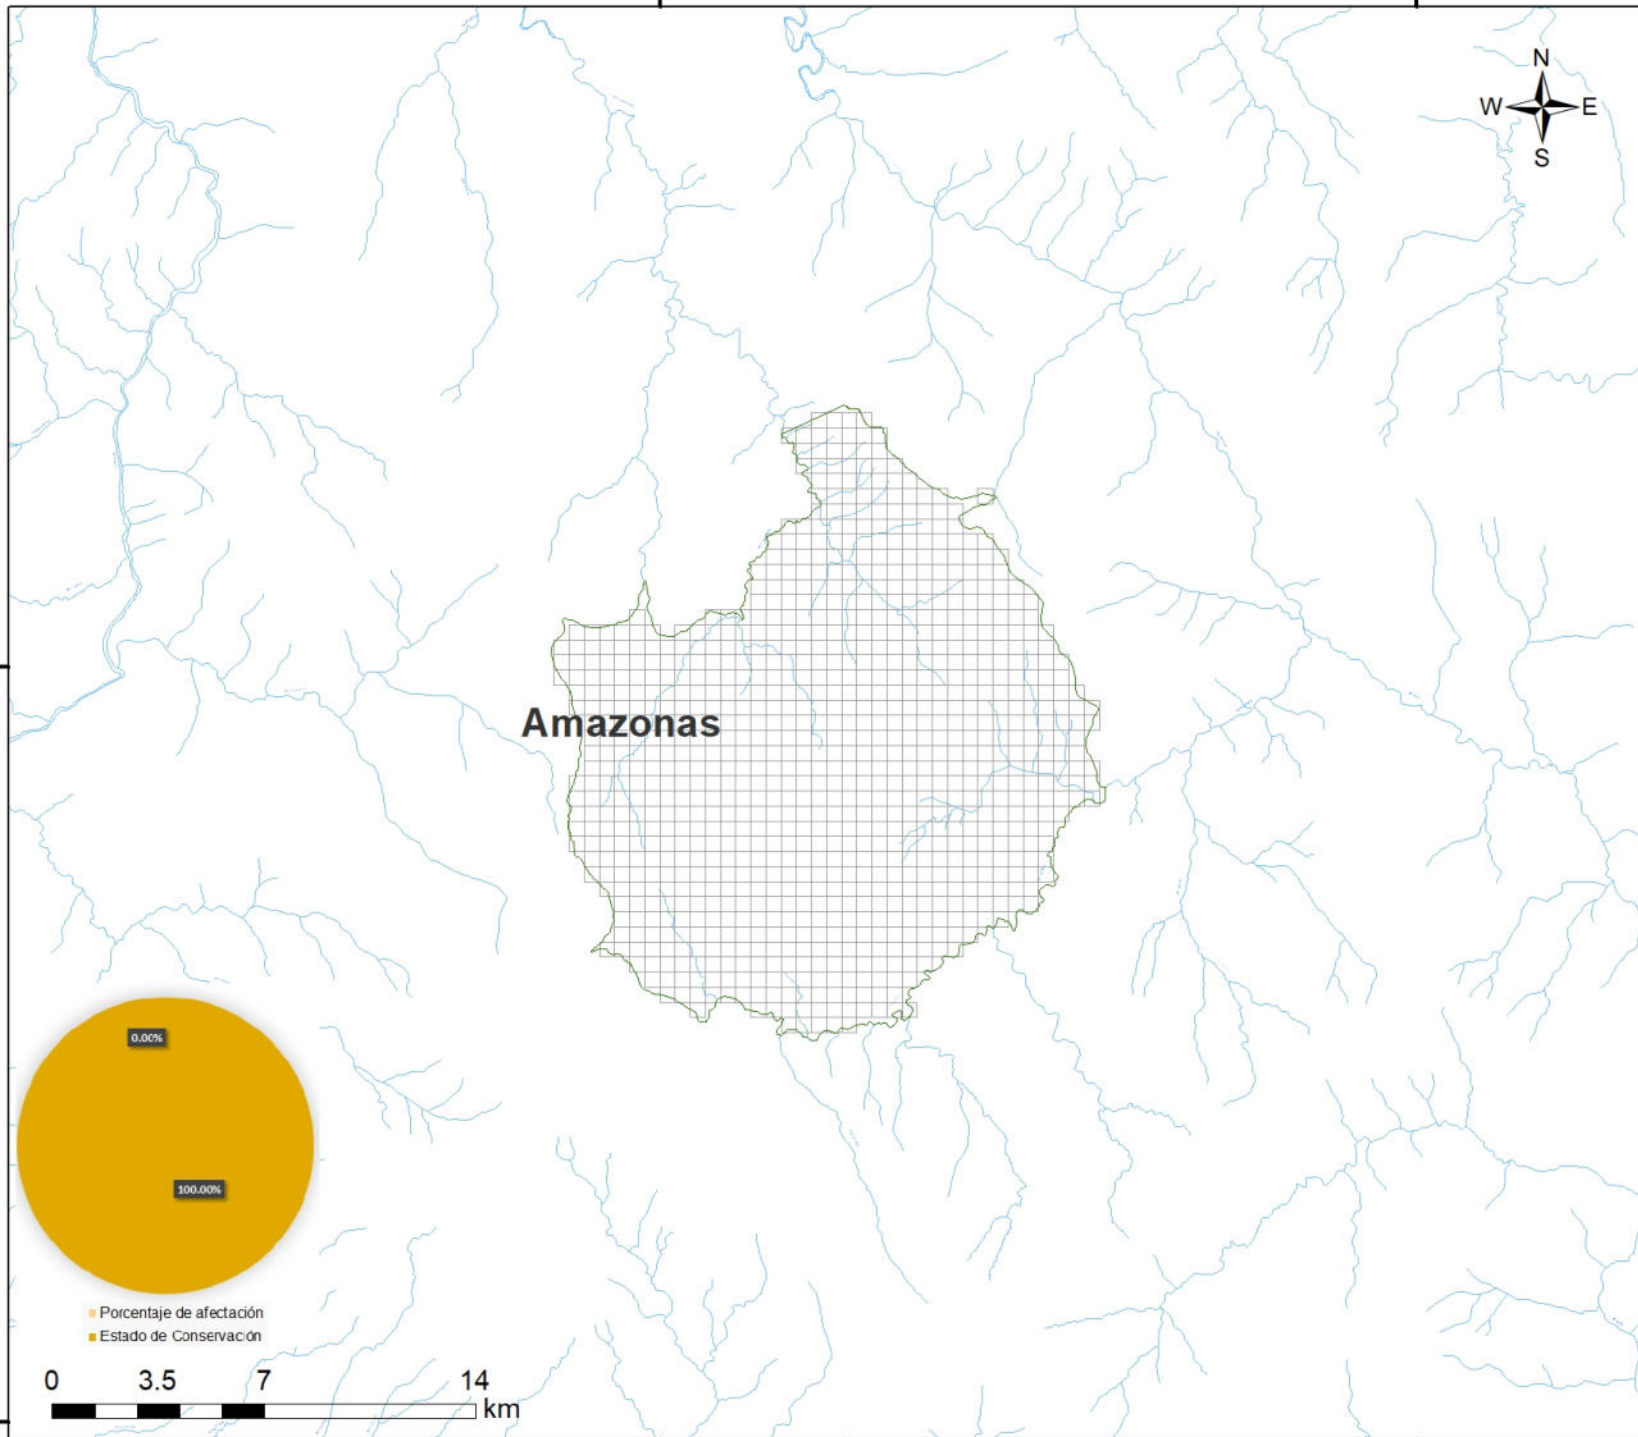 N
W E
S
Amazonas
0.00%
100.00%
Porcentaje de afectación
Estado de Conservación
0 3.5 7 14
km